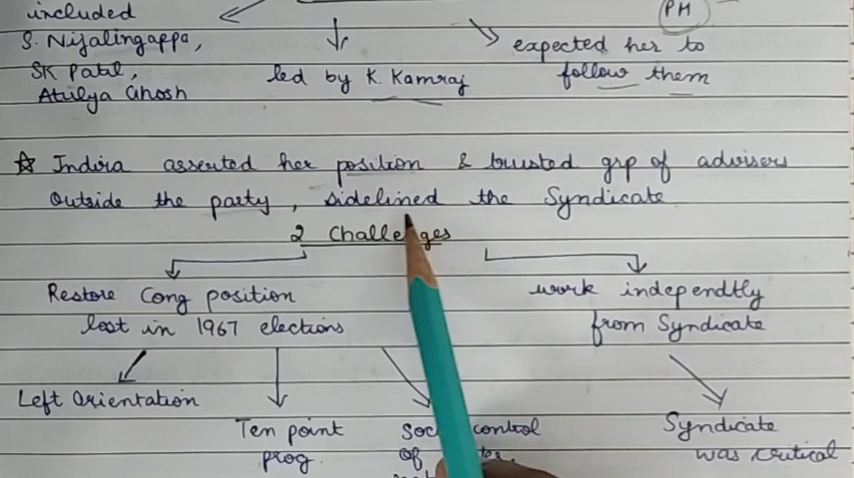 included
PM
S. Nijalingappa,
SK Patil,
Atulya Ghosh
led by K. Kamraj
expected her to
follow them
☆ Indira asserted her position & trusted grp of advisers
outside the party, sidelined the Syndicate
2 Challenges
Restore Cong position
lost in 1967 elections
work independtly
from Syndicate
Left orientation
Ten point
prog.
control
of
Syndicate
was critical